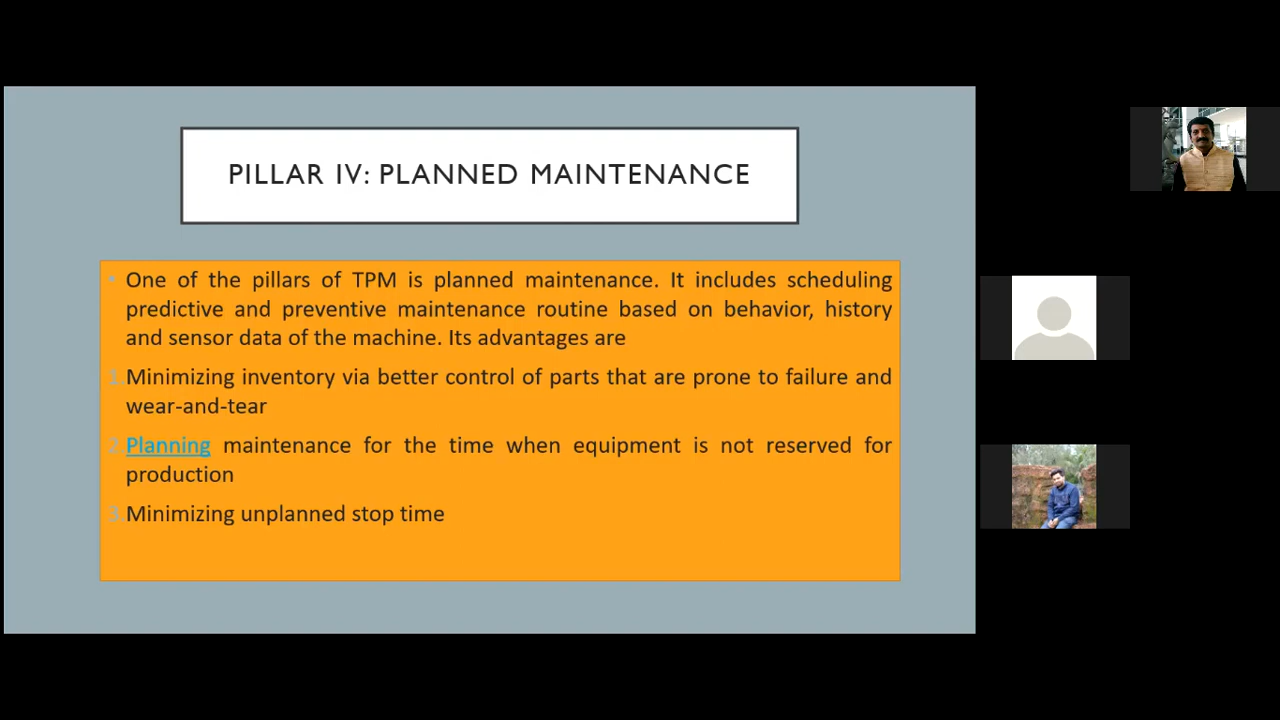 PILLAR IV: PLANNED MAINTENANCE
• One of the pillars of TPM is planned maintenance. It includes scheduling
predictive and preventive maintenance routine based on behavior, history
and sensor data of the machine. Its advantages are
1. Minimizing inventory via better control of parts that are prone to failure and
wear-and-tear
2. Planning maintenance for the time when equipment is not reserved for
production
3. Minimizing unplanned stop time